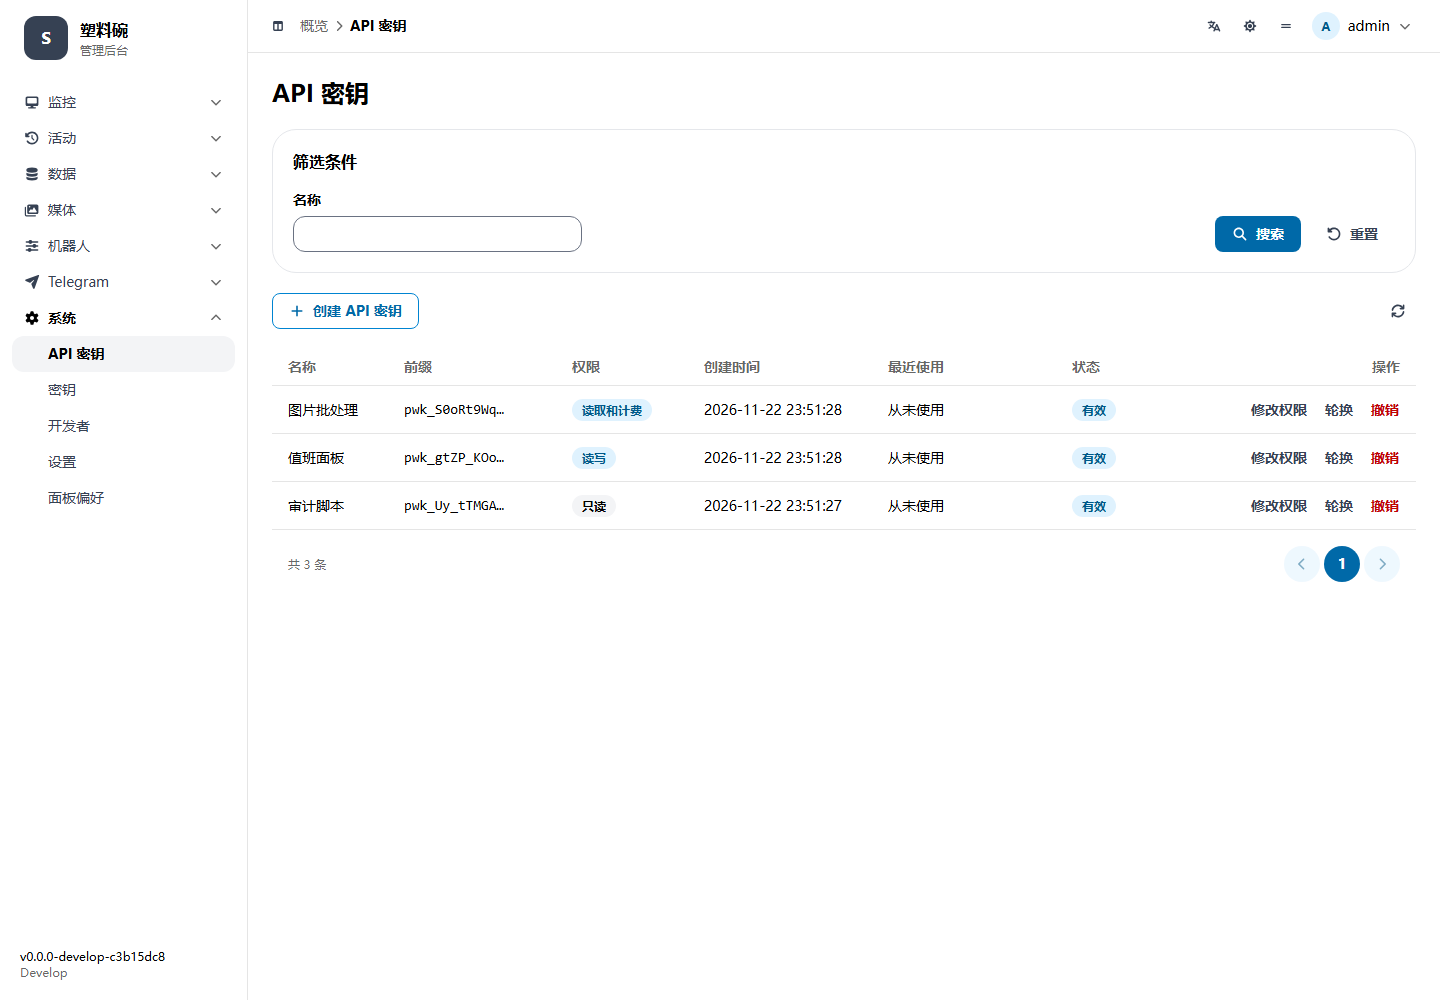 S
塑料碗
管理后台
监控
活动
数据
媒体
机器人
Telegram
系统
API 密钥
密钥
开发者
设置
面板偏好
v0.0.0-develop-c3b15dc8
Develop
概览 > API 密钥
A admin
API 密钥
筛选条件
名称
搜索 重置
+ 创建 API 密钥
名称 前缀 权限 创建时间 最近使用 状态 操作
图片批处理 pwk_S0oRt9Wq… 读取和计费 2026-11-22 23:51:28 从未使用 有效 修改权限 轮换 撤销
值班面板 pwk_gtZP_KOo… 读写 2026-11-22 23:51:28 从未使用 有效 修改权限 轮换 撤销
审计脚本 pwk_Uy_tTMGA… 只读 2026-11-22 23:51:27 从未使用 有效 修改权限 轮换 撤销
共 3 条
1